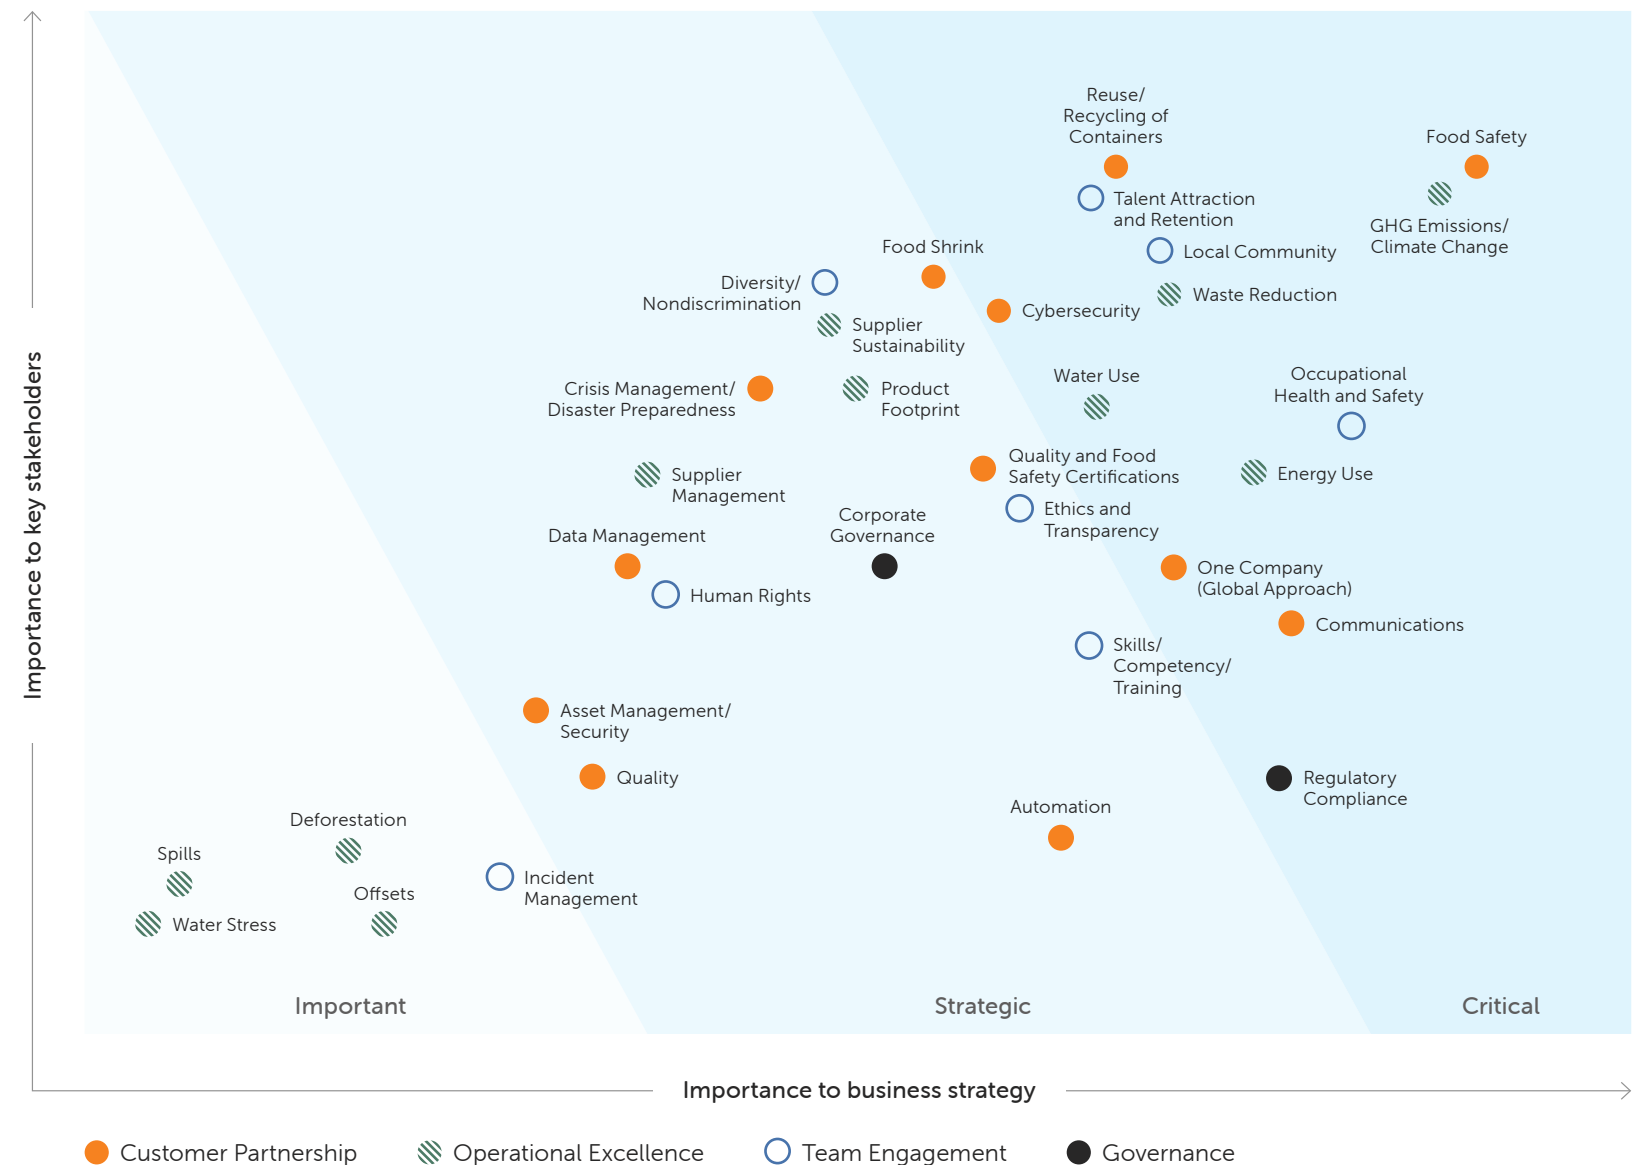 Reuse/
Recycling of
Containers
Food Safety
Talent Attraction
and Retention
GHG Emissions/
Climate Change
Local Community
Food Shrink
Diversity/
Nondiscrimination
Waste Reduction
Cybersecurity
Supplier
Sustainability
Crisis Management/
Disaster Preparedness
Product
Footprint
Water Use
Occupational
Health and Safety
Quality and Food
Safety Certifications
Energy Use
Supplier
Management
Ethics and
Transparency
Corporate
Governance
Data Management
Human Rights
One Company
(Global Approach)
Communications
Skills/
Competency/
Training
Asset Management/
Security
Quality
Regulatory
Compliance
Automation
Deforestation
Spills
Offsets
Incident
Management
Water Stress
Important
Strategic
Critical
Importance to key stakeholders
Importance to business strategy
Customer Partnership
Operational Excellence
Team Engagement
Governance